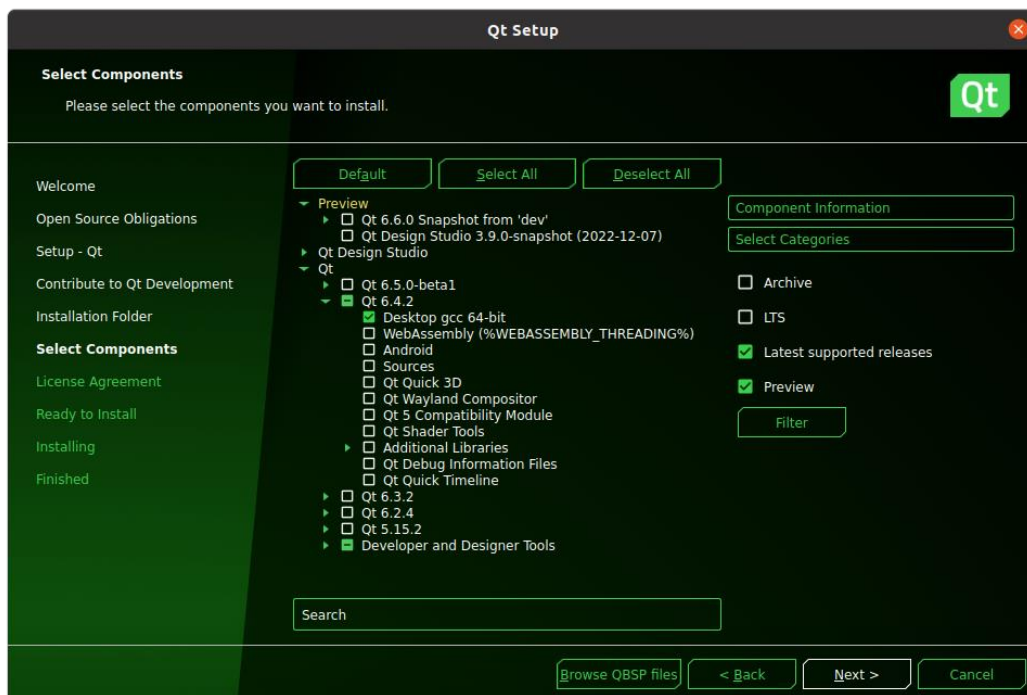 Qt Setup
Select Components
Please select the components you want to install.
Qt
Welcome
Open Source Obligations
Setup - Qt
Contribute to Qt Development
Installation Folder
Select Components
License Agreement
Ready to Install
Installing
Finished
Default
Select All
Deselect All
Preview
Qt 6.6.0 Snapshot from 'dev'
Qt Design Studio 3.9.0-snapshot (2022-12-07)
Qt Design Studio
Qt
Qt 6.5.0-beta1
Qt 6.4.2
Desktop gcc 64-bit
WebAssembly (%WEBASSEMBLY_THREADING%)
Android
Sources
Qt Quick 3D
Qt Wayland Compositor
Qt 5 Compatibility Module
Qt Shader Tools
Additional Libraries
Qt Debug Information Files
Qt Quick Timeline
Qt 6.3.2
Qt 6.2.4
Qt 5.15.2
Developer and Designer Tools
Search
Component Information
Select Categories
Archive
LTS
Latest supported releases
Preview
Filter
Browse QBSP files
< Back
Next >
Cancel